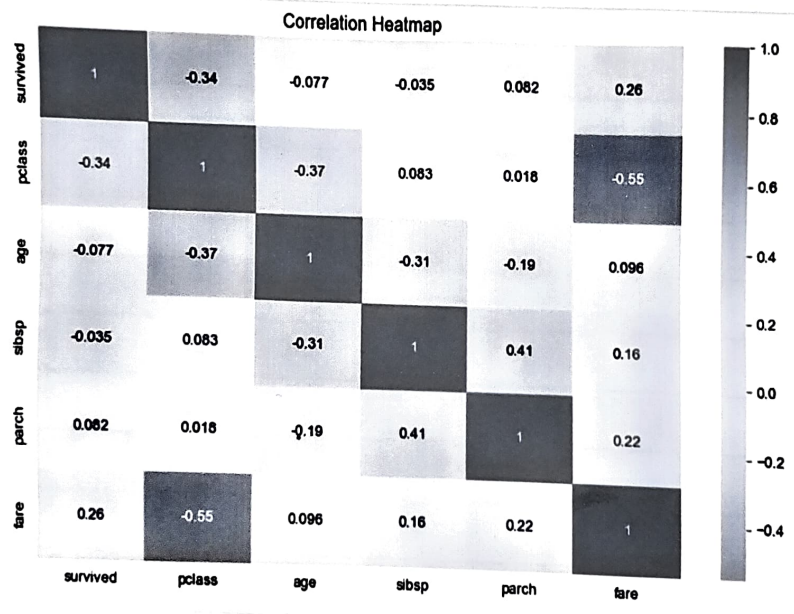 Correlation Heatmap
survived 1 -0.34 -0.077 -0.035 0.082 0.26
pclass -0.34 1 -0.37 0.083 0.018 -0.55
age -0.077 -0.37 1 -0.31 -0.19 0.096
sibsp -0.035 0.083 -0.31 1 0.41 0.16
parch 0.082 0.018 -0.19 0.41 1 0.22
fare 0.26 -0.55 0.096 0.16 0.22 1
survived pclass age sibsp parch fare
1.0
0.8
0.6
0.4
0.2
0.0
-0.2
-0.4